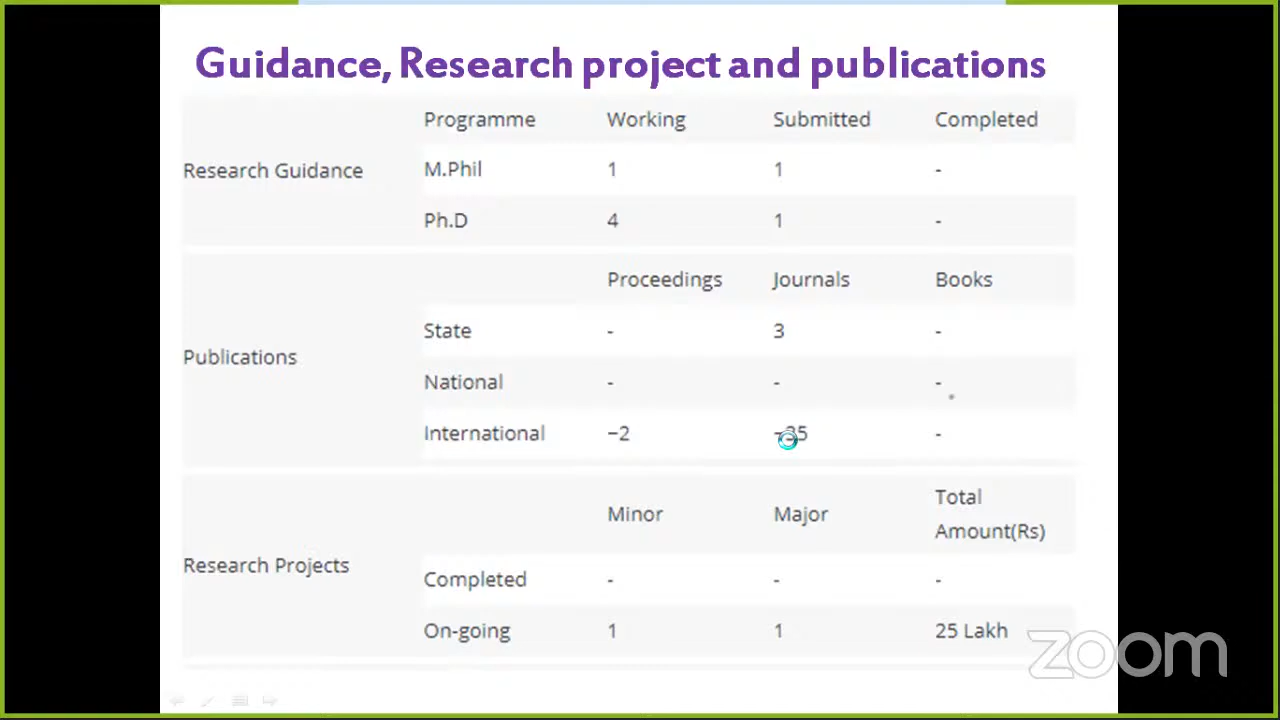 Guidance, Research project and publications
Programme Working Submitted Completed
Research Guidance
M.Phil 1 1 -
Ph.D 4 1 -
Proceedings Journals Books
State - 3 -
Publications
National - - -
International −2 -
Minor Major Total Amount(Rs)
Research Projects
Completed - - -
On-going 1 1 25 Lakh
zoom